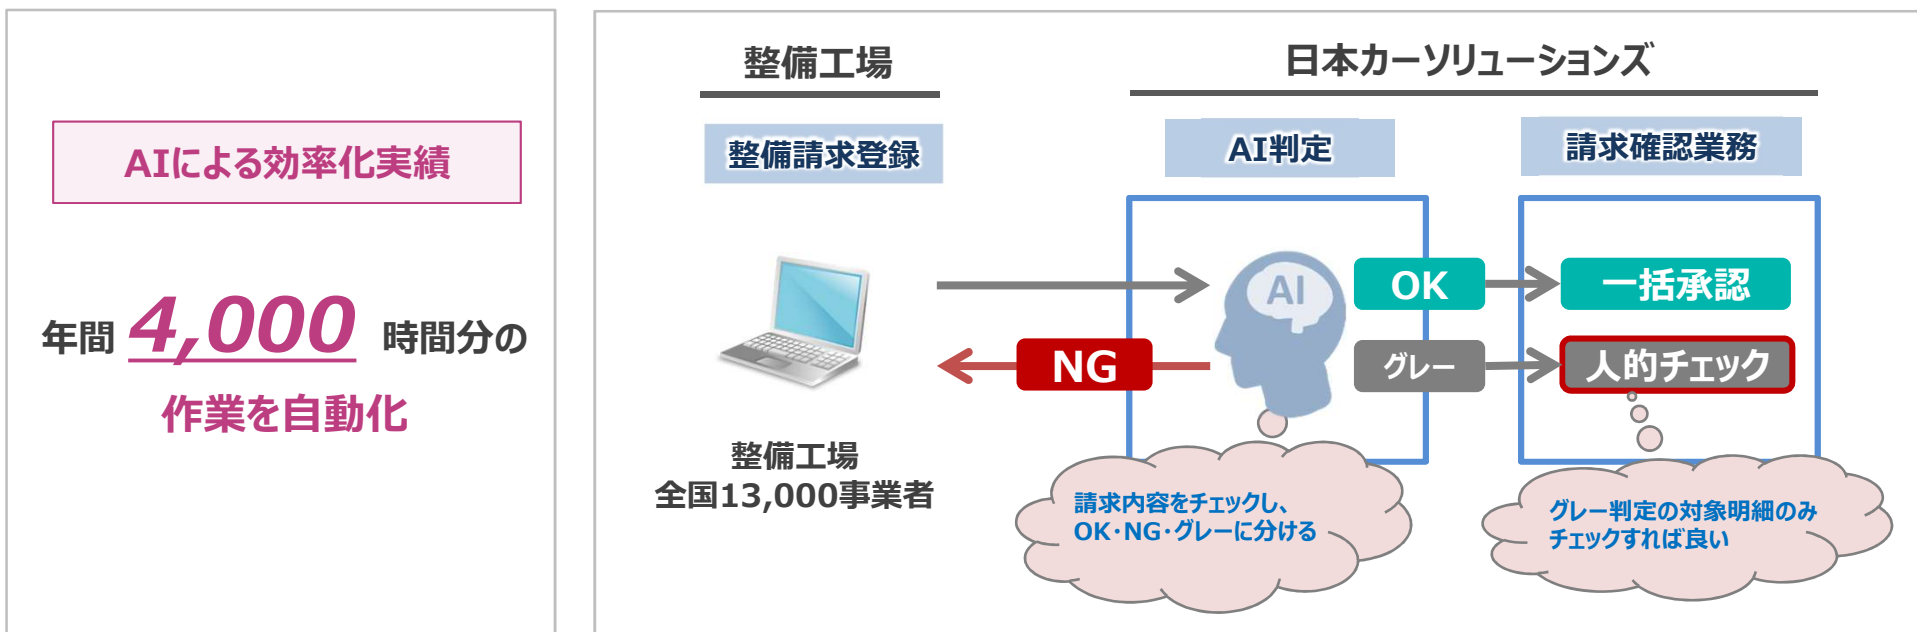 AIによる効率化実績
年間 4,000 時間分の
作業を自動化
整備工場
日本カーソリューションズ
整備請求登録
AI判定
請求確認業務
AI
OK
一括承認
NG
グレー
人的チェック
整備工場
全国13,000事業者
請求内容をチェックし、
OK・NG・グレーに分ける
グレー判定の対象明細のみ
チェックすれば良い